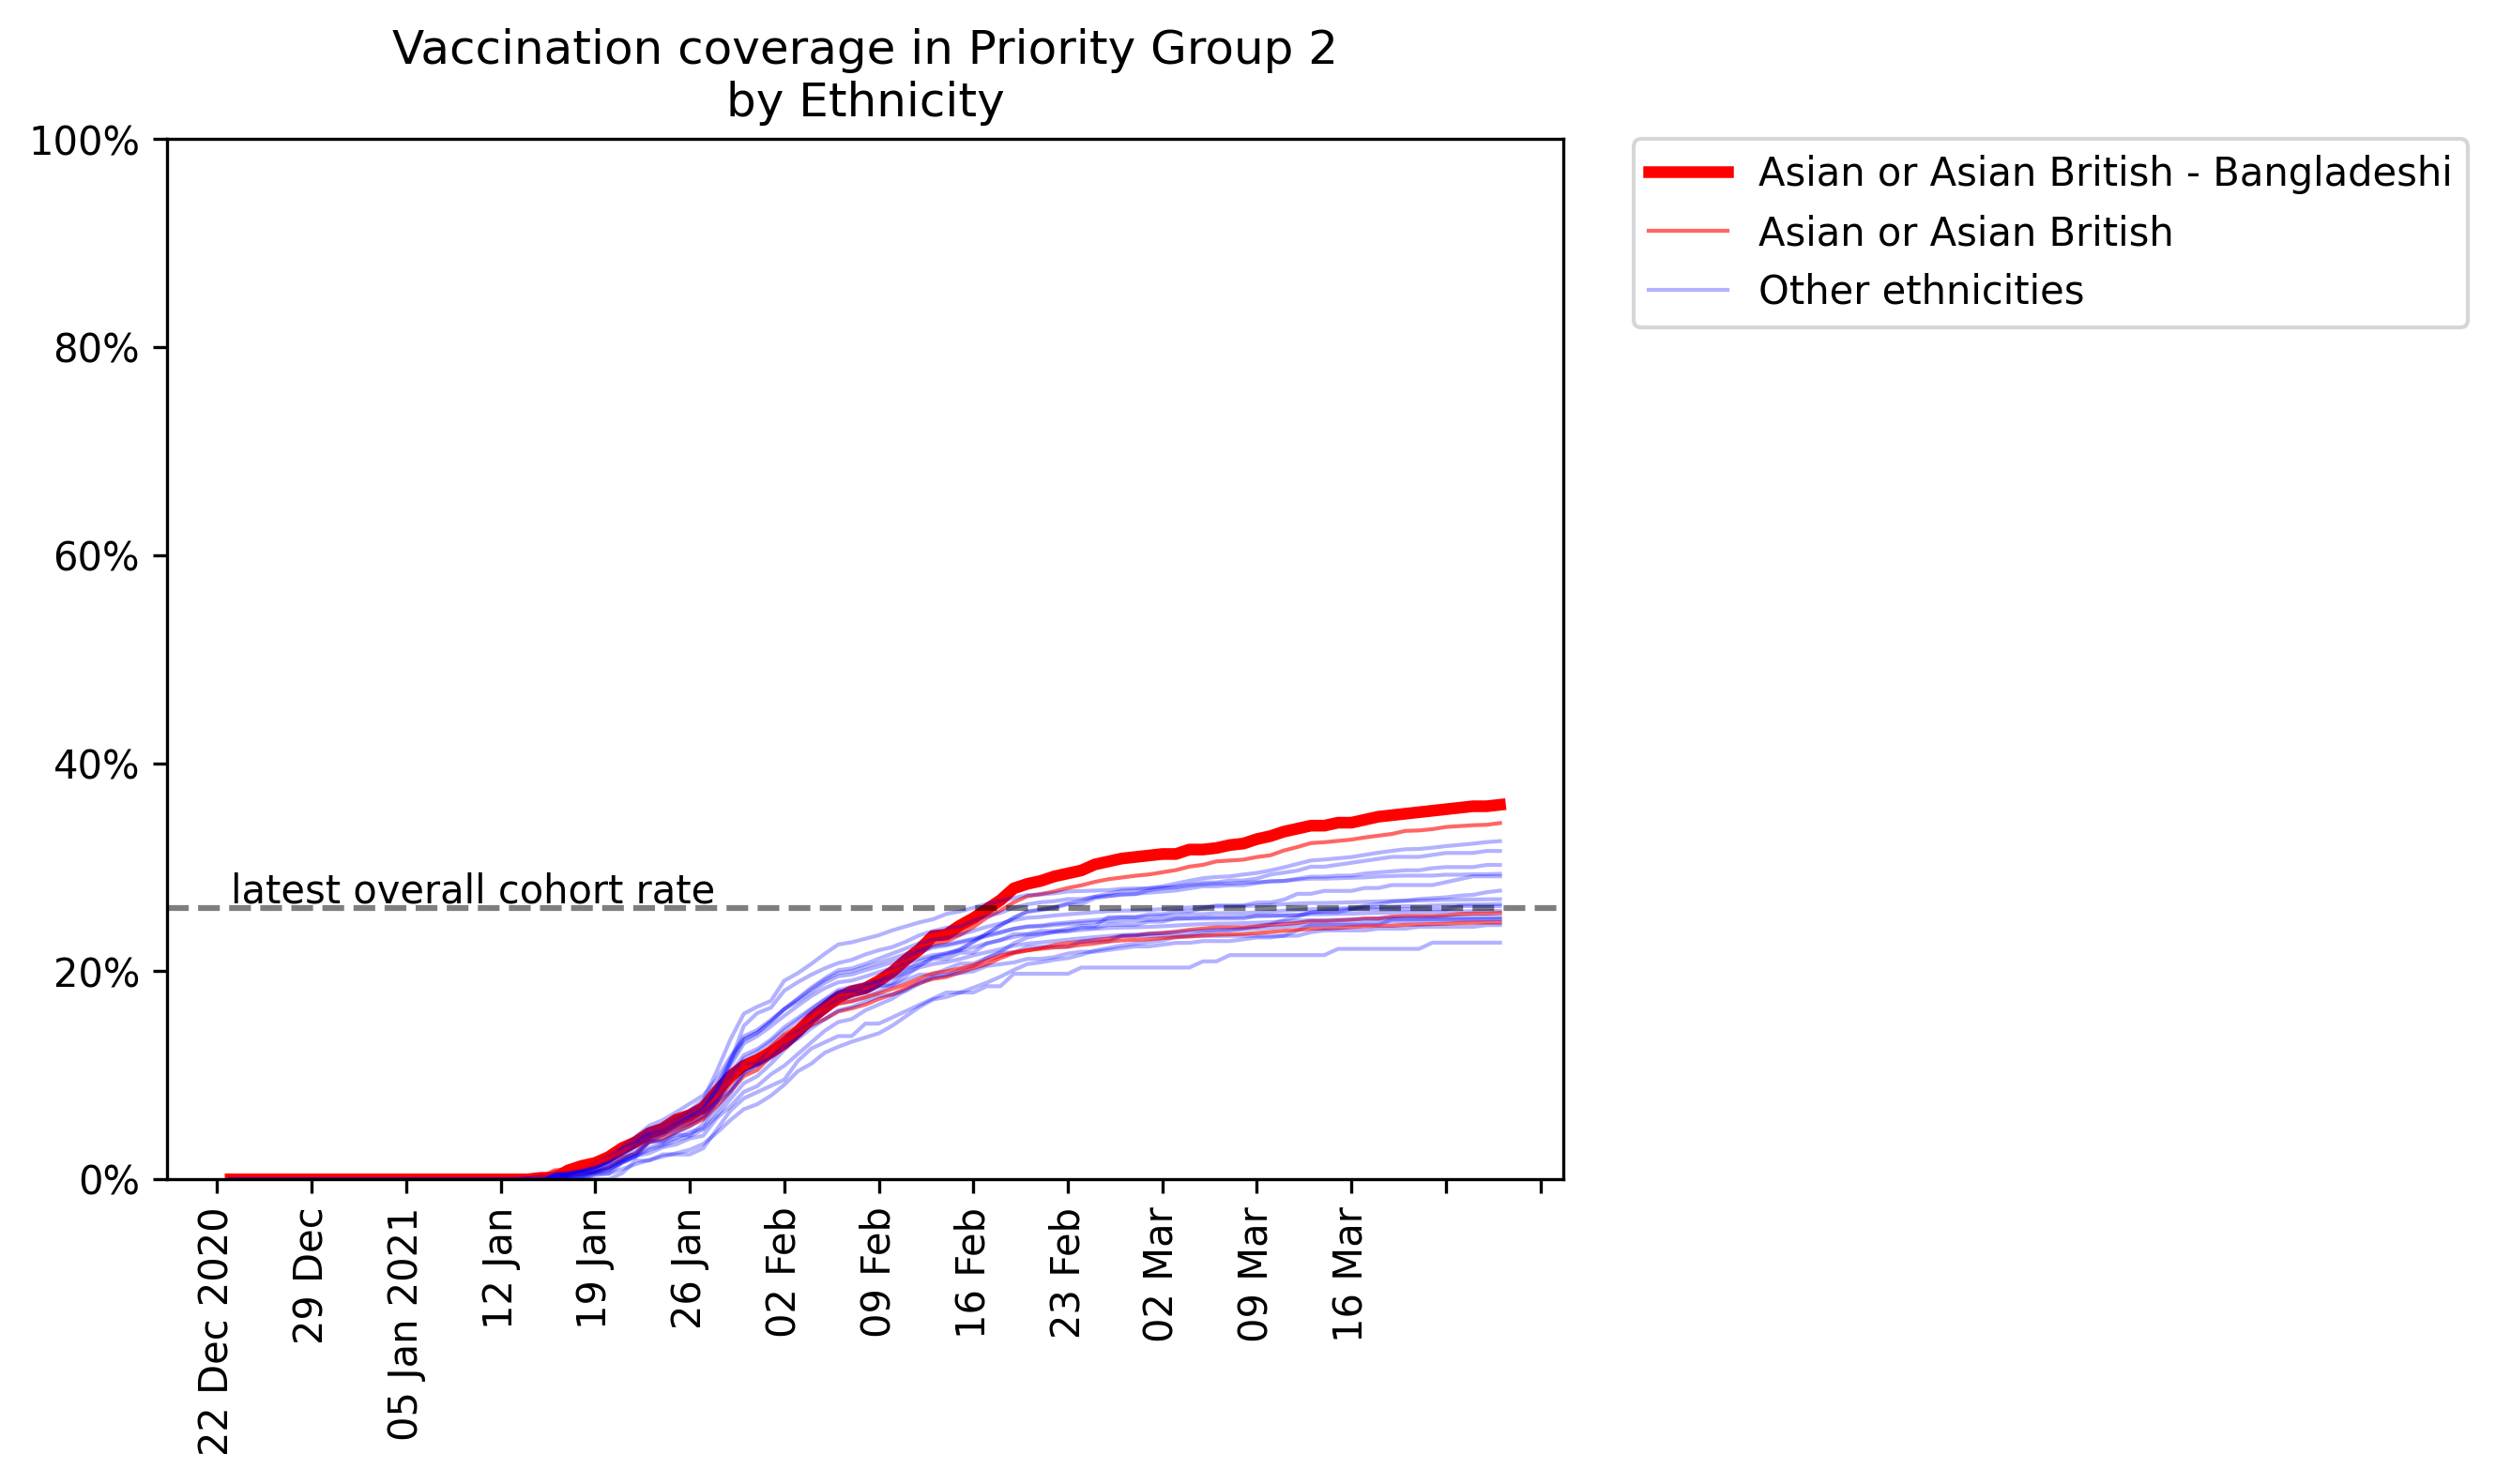 Vaccination coverage in Priority Group 2
by Ethnicity
100%
80%
60%
40%
20%
0%
latest overall cohort rate
22 Dec 2020
29 Dec
05 Jan 2021
12 Jan
19 Jan
26 Jan
02 Feb
09 Feb
16 Feb
23 Feb
02 Mar
09 Mar
16 Mar
Asian or Asian British - Bangladeshi
Asian or Asian British
Other ethnicities